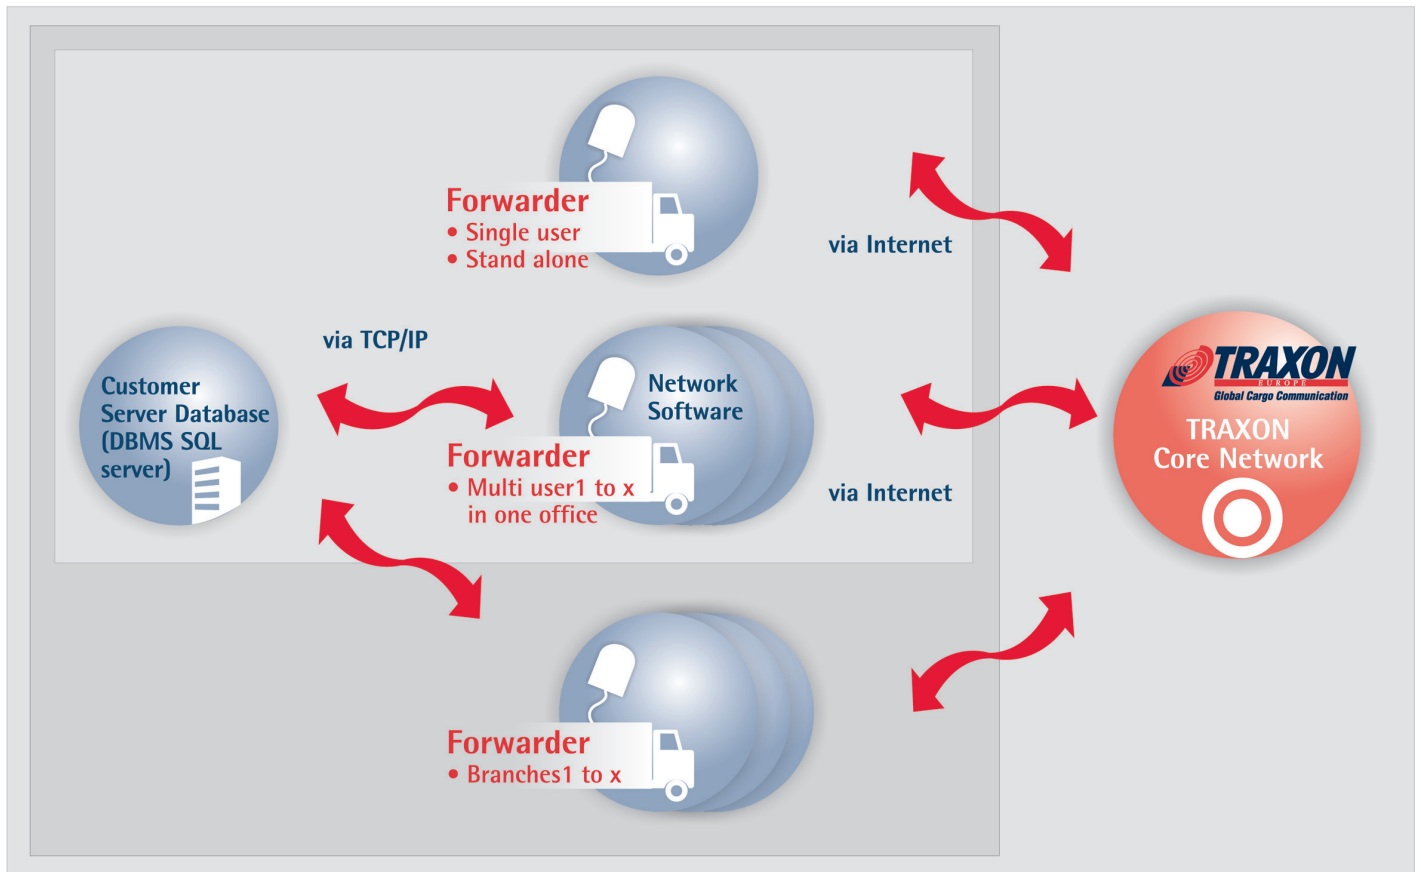 Forwarder
• Single user
• Stand alone
via Internet
via TCP/IP
Customer
Server Database
(DBMS SQL
server)
Network
Software
Forwarder
• Multi user1 to x
in one office
via Internet
TRAXON
EUROPE
Global Cargo Communication
TRAXON
Core Network
Forwarder
• Branches1 to x